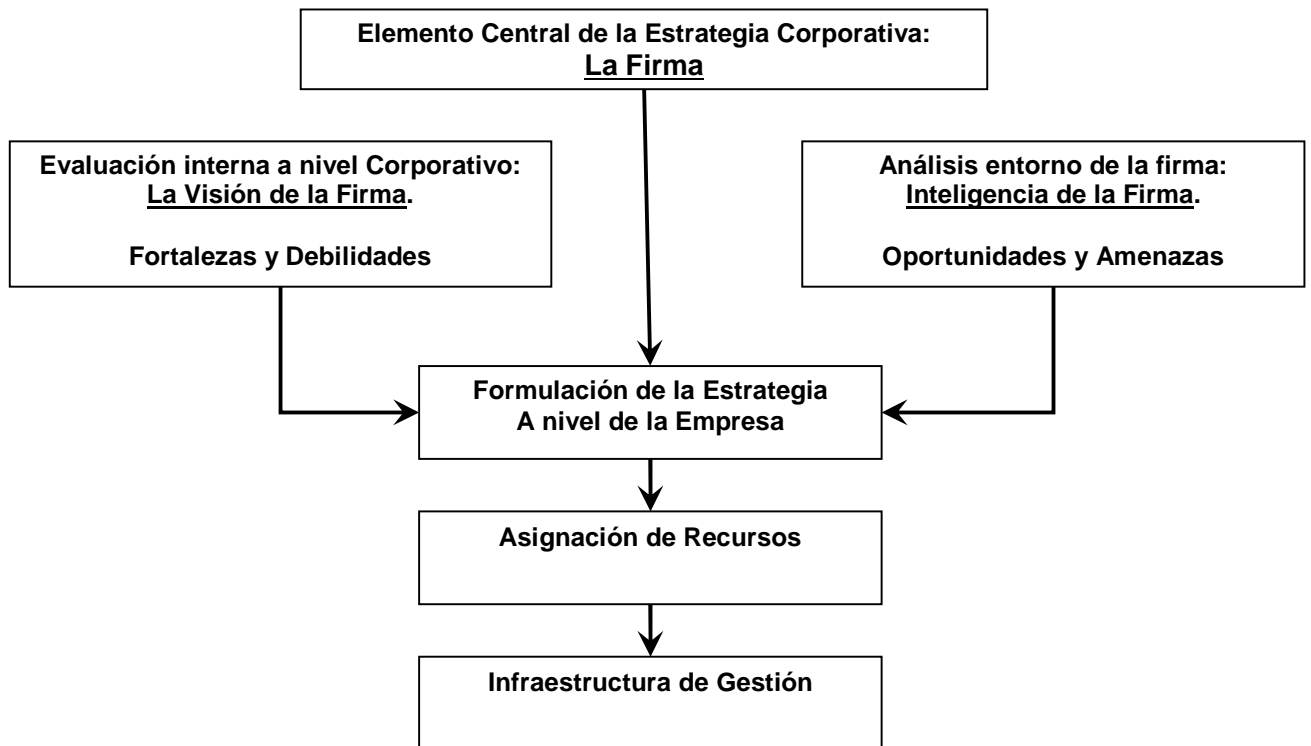 Elemento Central de la Estrategia Corporativa:
La Firma
Evaluación interna a nivel Corporativo:
La Visión de la Firma.
Fortalezas y Debilidades
Análisis entorno de la firma:
Inteligencia de la Firma.
Oportunidades y Amenazas
Formulación de la Estrategia
A nivel de la Empresa
Asignación de Recursos
Infraestructura de Gestión